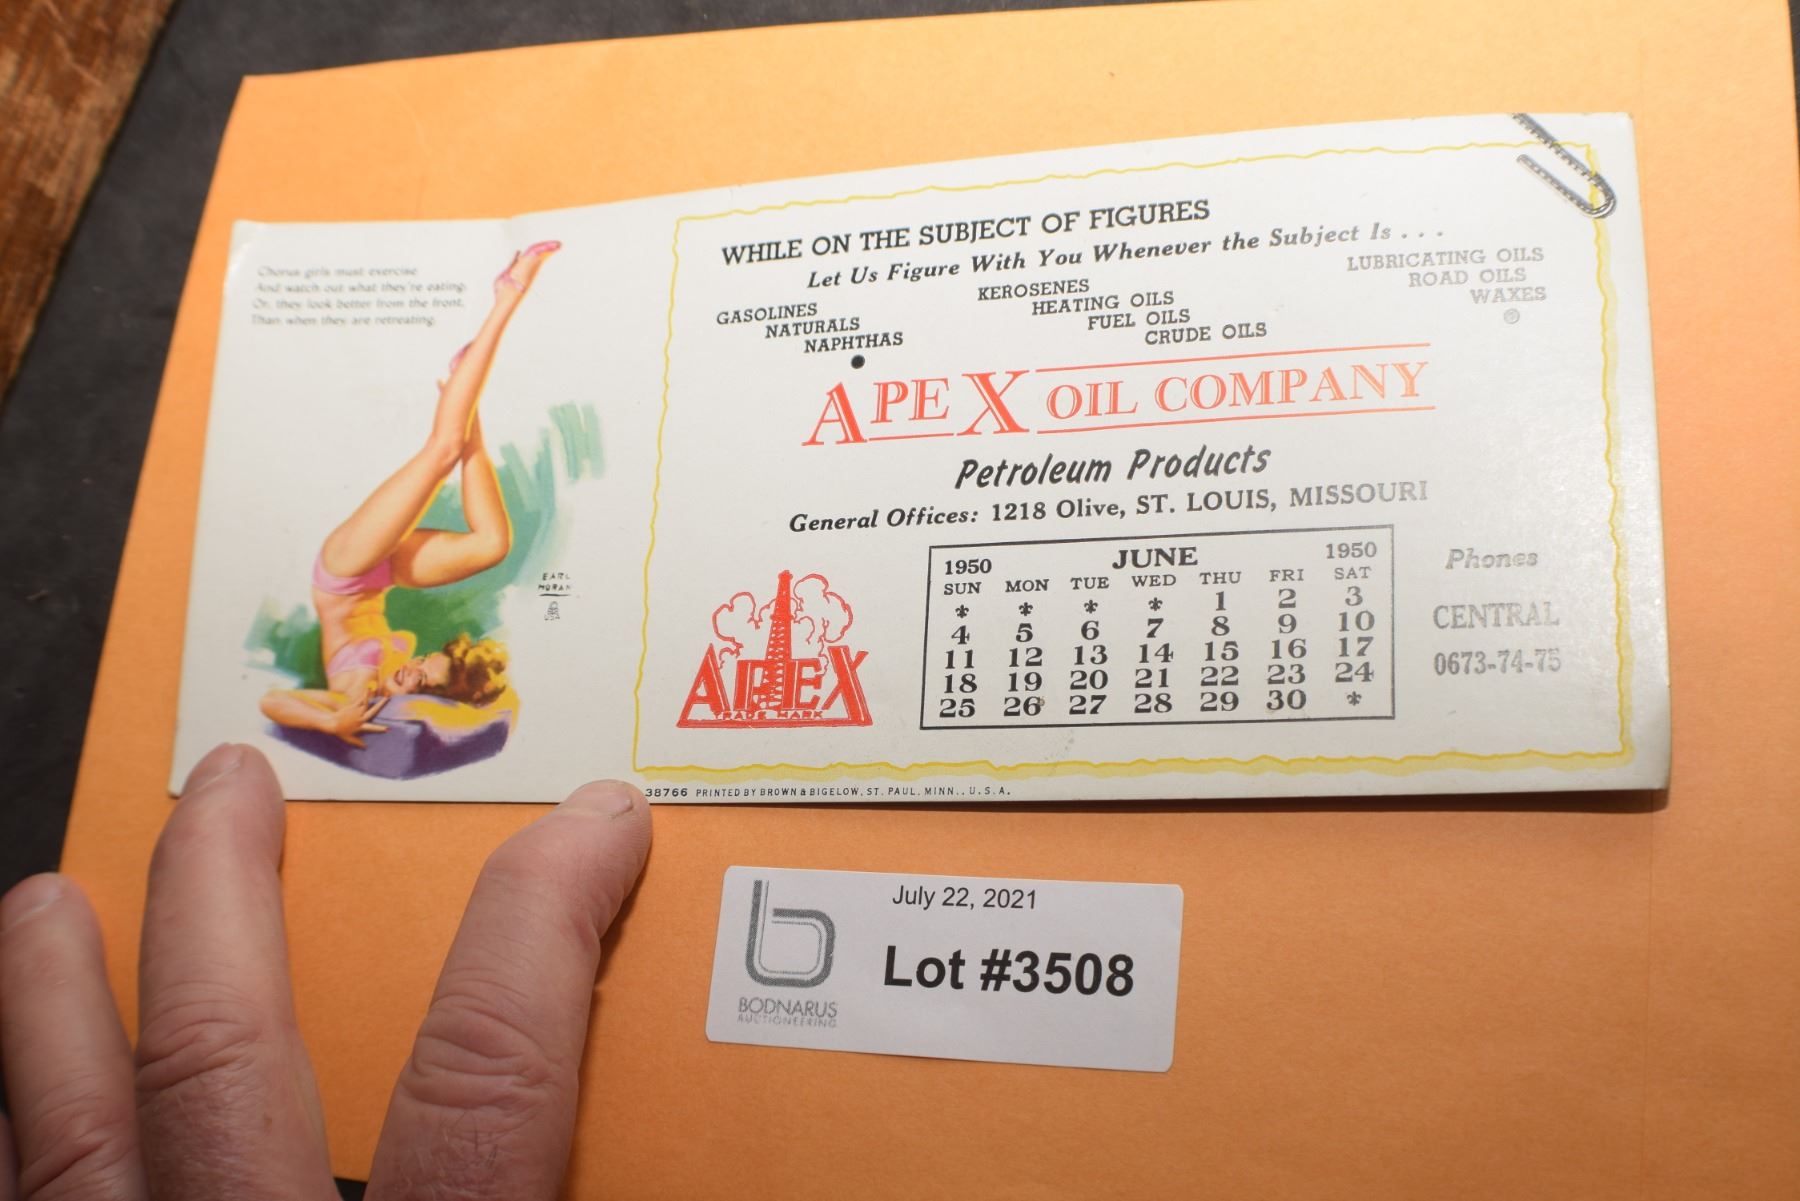 Chorus girls must exercise
And watch out what they're eating;
Or, they look better from the front,
Than when they are retreating.
EARL
MORAN
USA
WHILE ON THE SUBJECT OF FIGURES
Let Us Figure With You Whenever the Subject Is . . .
GASOLINES
NATURALS
NAPHTHAS
KEROSENES
HEATING OILS
FUEL OILS
CRUDE OILS
LUBRICATING OILS
ROAD OILS
WAXES
APEX OIL COMPANY
Petroleum Products
General Offices: 1218 Olive, ST. LOUIS, MISSOURI
APEX
TRADE MARK
1950 JUNE 1950
SUN MON TUE WED THU FRI SAT
* * * * 1 2 3
4 5 6 7 8 9 10
11 12 13 14 15 16 17
18 19 20 21 22 23 24
25 26 27 28 29 30 *
Phones
CENTRAL
0673-74-75
38766 PRINTED BY BROWN & BIGELOW, ST. PAUL, MINN., U.S.A.
July 22, 2021
Lot #3508
b
BODNARUS
AUCTIONEERING